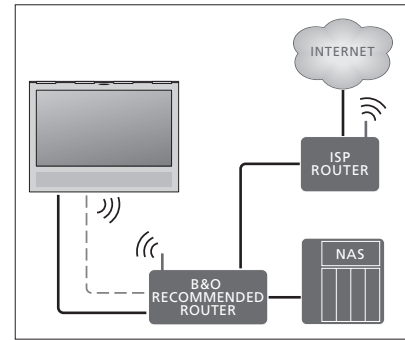 INTERNET
ISP
ROUTER
NAS
B&O
RECOMMENDED
ROUTER